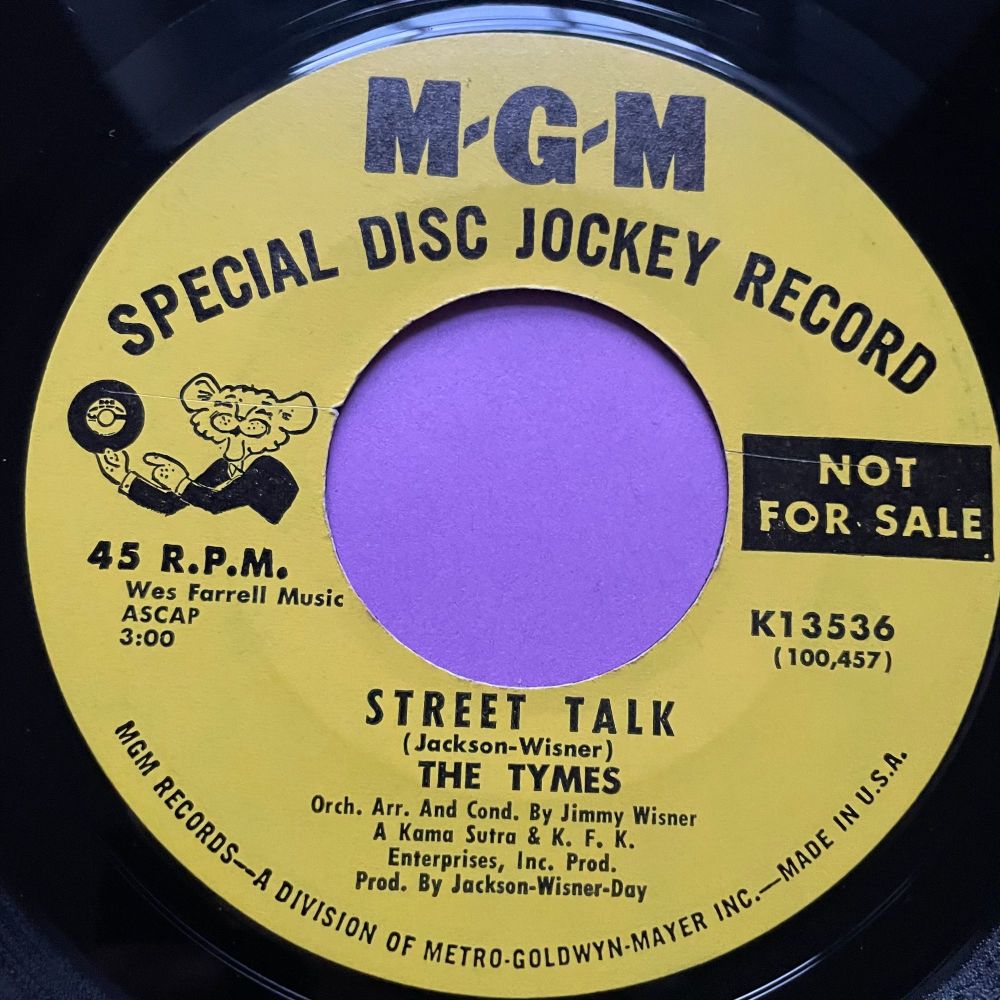 M-G-M
SPECIAL DISC JOCKEY RECORD
NOT
FOR SALE
45 R.P.M.
Wes Farrell Music
ASCAP
3:00
K13536
(100,457)
STREET TALK
(Jackson-Wisner)
THE TYMES
Orch. Arr. And Cond. By Jimmy Wisner
A Kama Sutra & K. F. K.
Enterprises, Inc. Prod.
Prod. By Jackson-Wisner-Day
MGM RECORDS—A DIVISION OF METRO-GOLDWYN-MAYER INC.—MADE IN U.S.A.